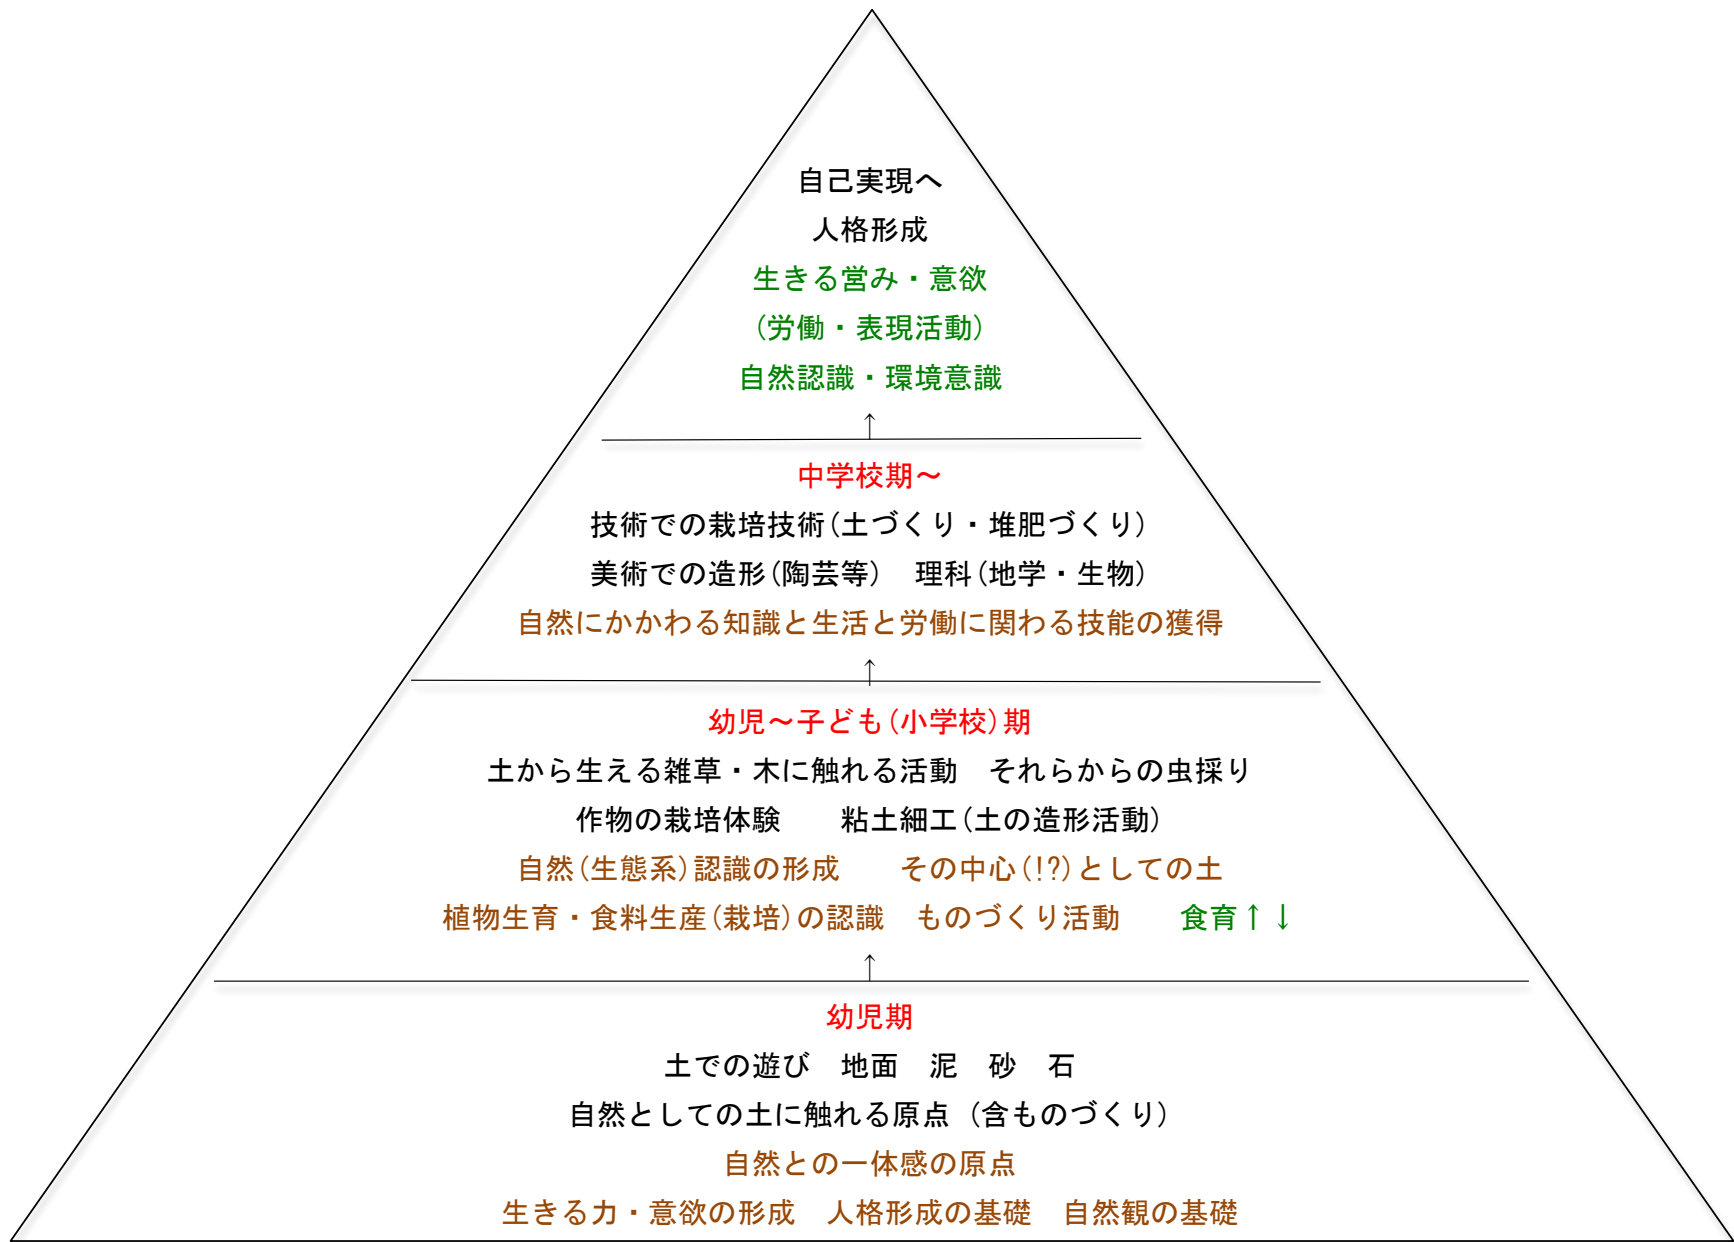 自己実現へ
人格形成
生きる営み・意欲
(労働・表現活動)
自然認識・環境意識
↑
中学校期～
技術での栽培技術(土づくり・堆肥づくり)
美術での造形(陶芸等)　理科(地学・生物)
自然にかかわる知識と生活と労働に関わる技能の獲得
↑
幼児～子ども(小学校)期
土から生える雑草・木に触れる活動　それらからの虫採り
作物の栽培体験　　粘土細工(土の造形活動)
自然(生態系)認識の形成　　その中心(!?)としての土
植物生育・食料生産(栽培)の認識　ものづくり活動　　食育↑↓
↑
幼児期
土での遊び　地面　泥　砂　石
自然としての土に触れる原点 (含ものづくり)
自然との一体感の原点
生きる力・意欲の形成　人格形成の基礎　自然観の基礎